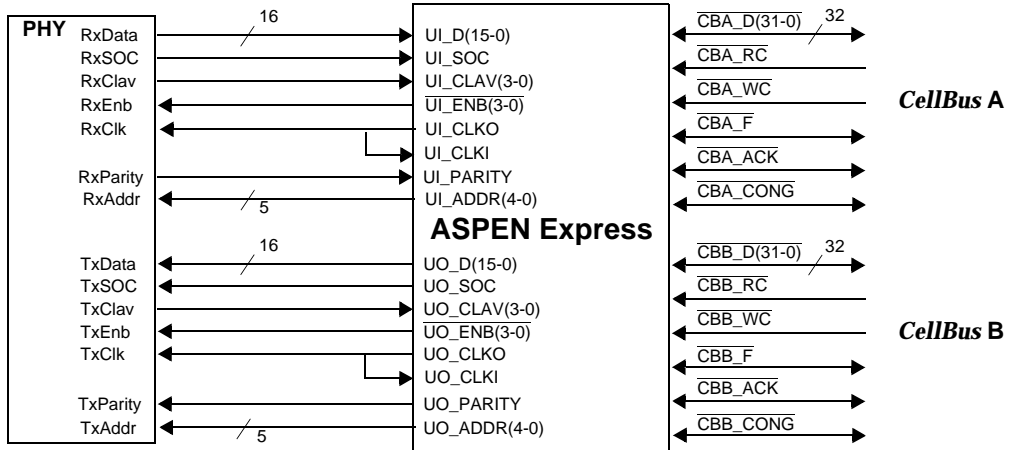 16
PHY RxData UI_D(15-0) CBA_D(31-0) 32
RxSOC UI_SOC CBA_RC
RxClav UI_CLAV(3-0)
RxEnb UI_ENB(3-0) CBA_WC CellBus A
RxClk UI_CLKO CBA_F
UI_CLKI CBA_ACK
RxParity UI_PARITY
RxAddr 5 UI_ADDR(4-0) CBA_CONG
ASPEN Express
16
TxData UO_D(15-0) CBB_D(31-0) 32
TxSOC UO_SOC CBB_RC
TxClav UO_CLAV(3-0)
TxEnb UO_ENB(3-0) CBB_WC CellBus B
TxClk UO_CLKO CBB_F
UO_CLKI CBB_ACK
TxParity UO_PARITY
TxAddr 5 UO_ADDR(4-0) CBB_CONG